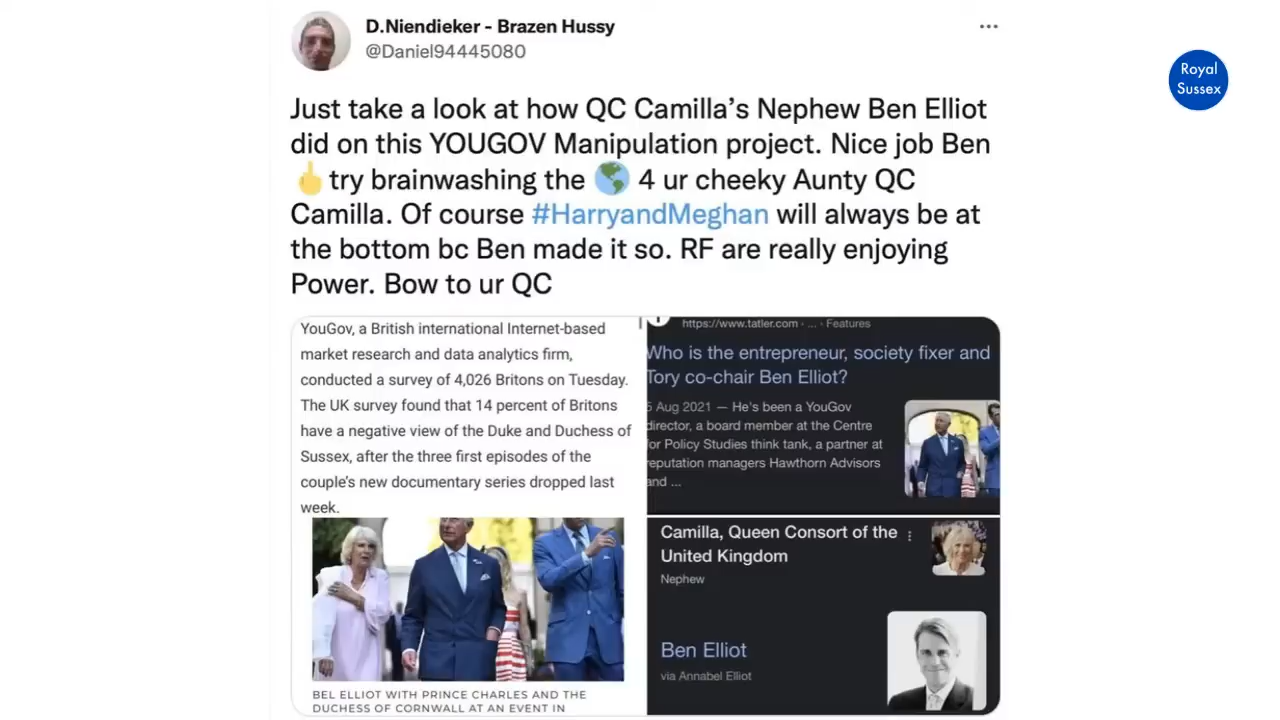 D.Niendieker - Brazen Hussy
@Daniel94445080
Royal
Sussex
Just take a look at how QC Camilla’s Nephew Ben Elliot
did on this YOUGOV Manipulation project. Nice job Ben
🖕try brainwashing the 🌎 4 ur cheeky Aunty QC
Camilla. Of course #HarryandMeghan will always be at
the bottom bc Ben made it so. RF are really enjoying
Power. Bow to ur QC
YouGov, a British international Internet-based
market research and data analytics firm,
conducted a survey of 4,026 Britons on Tuesday.
The UK survey found that 14 percent of Britons
have a negative view of the Duke and Duchess of
Sussex, after the three first episodes of the
couple’s new documentary series dropped last
week.
BEL ELLIOT WITH PRINCE CHARLES AND THE
DUCHESS OF CORNWALL AT AN EVENT IN
https://www.tatler.com › ... › Features
Who is the entrepreneur, society fixer and
Tory co-chair Ben Elliot?
5 Aug 2021 — He's been a YouGov
director, a board member at the Centre
for Policy Studies think tank, a partner at
reputation managers Hawthorn Advisors
and ...
Camilla, Queen Consort of the
United Kingdom
Nephew
Ben Elliot
via Annabel Elliot